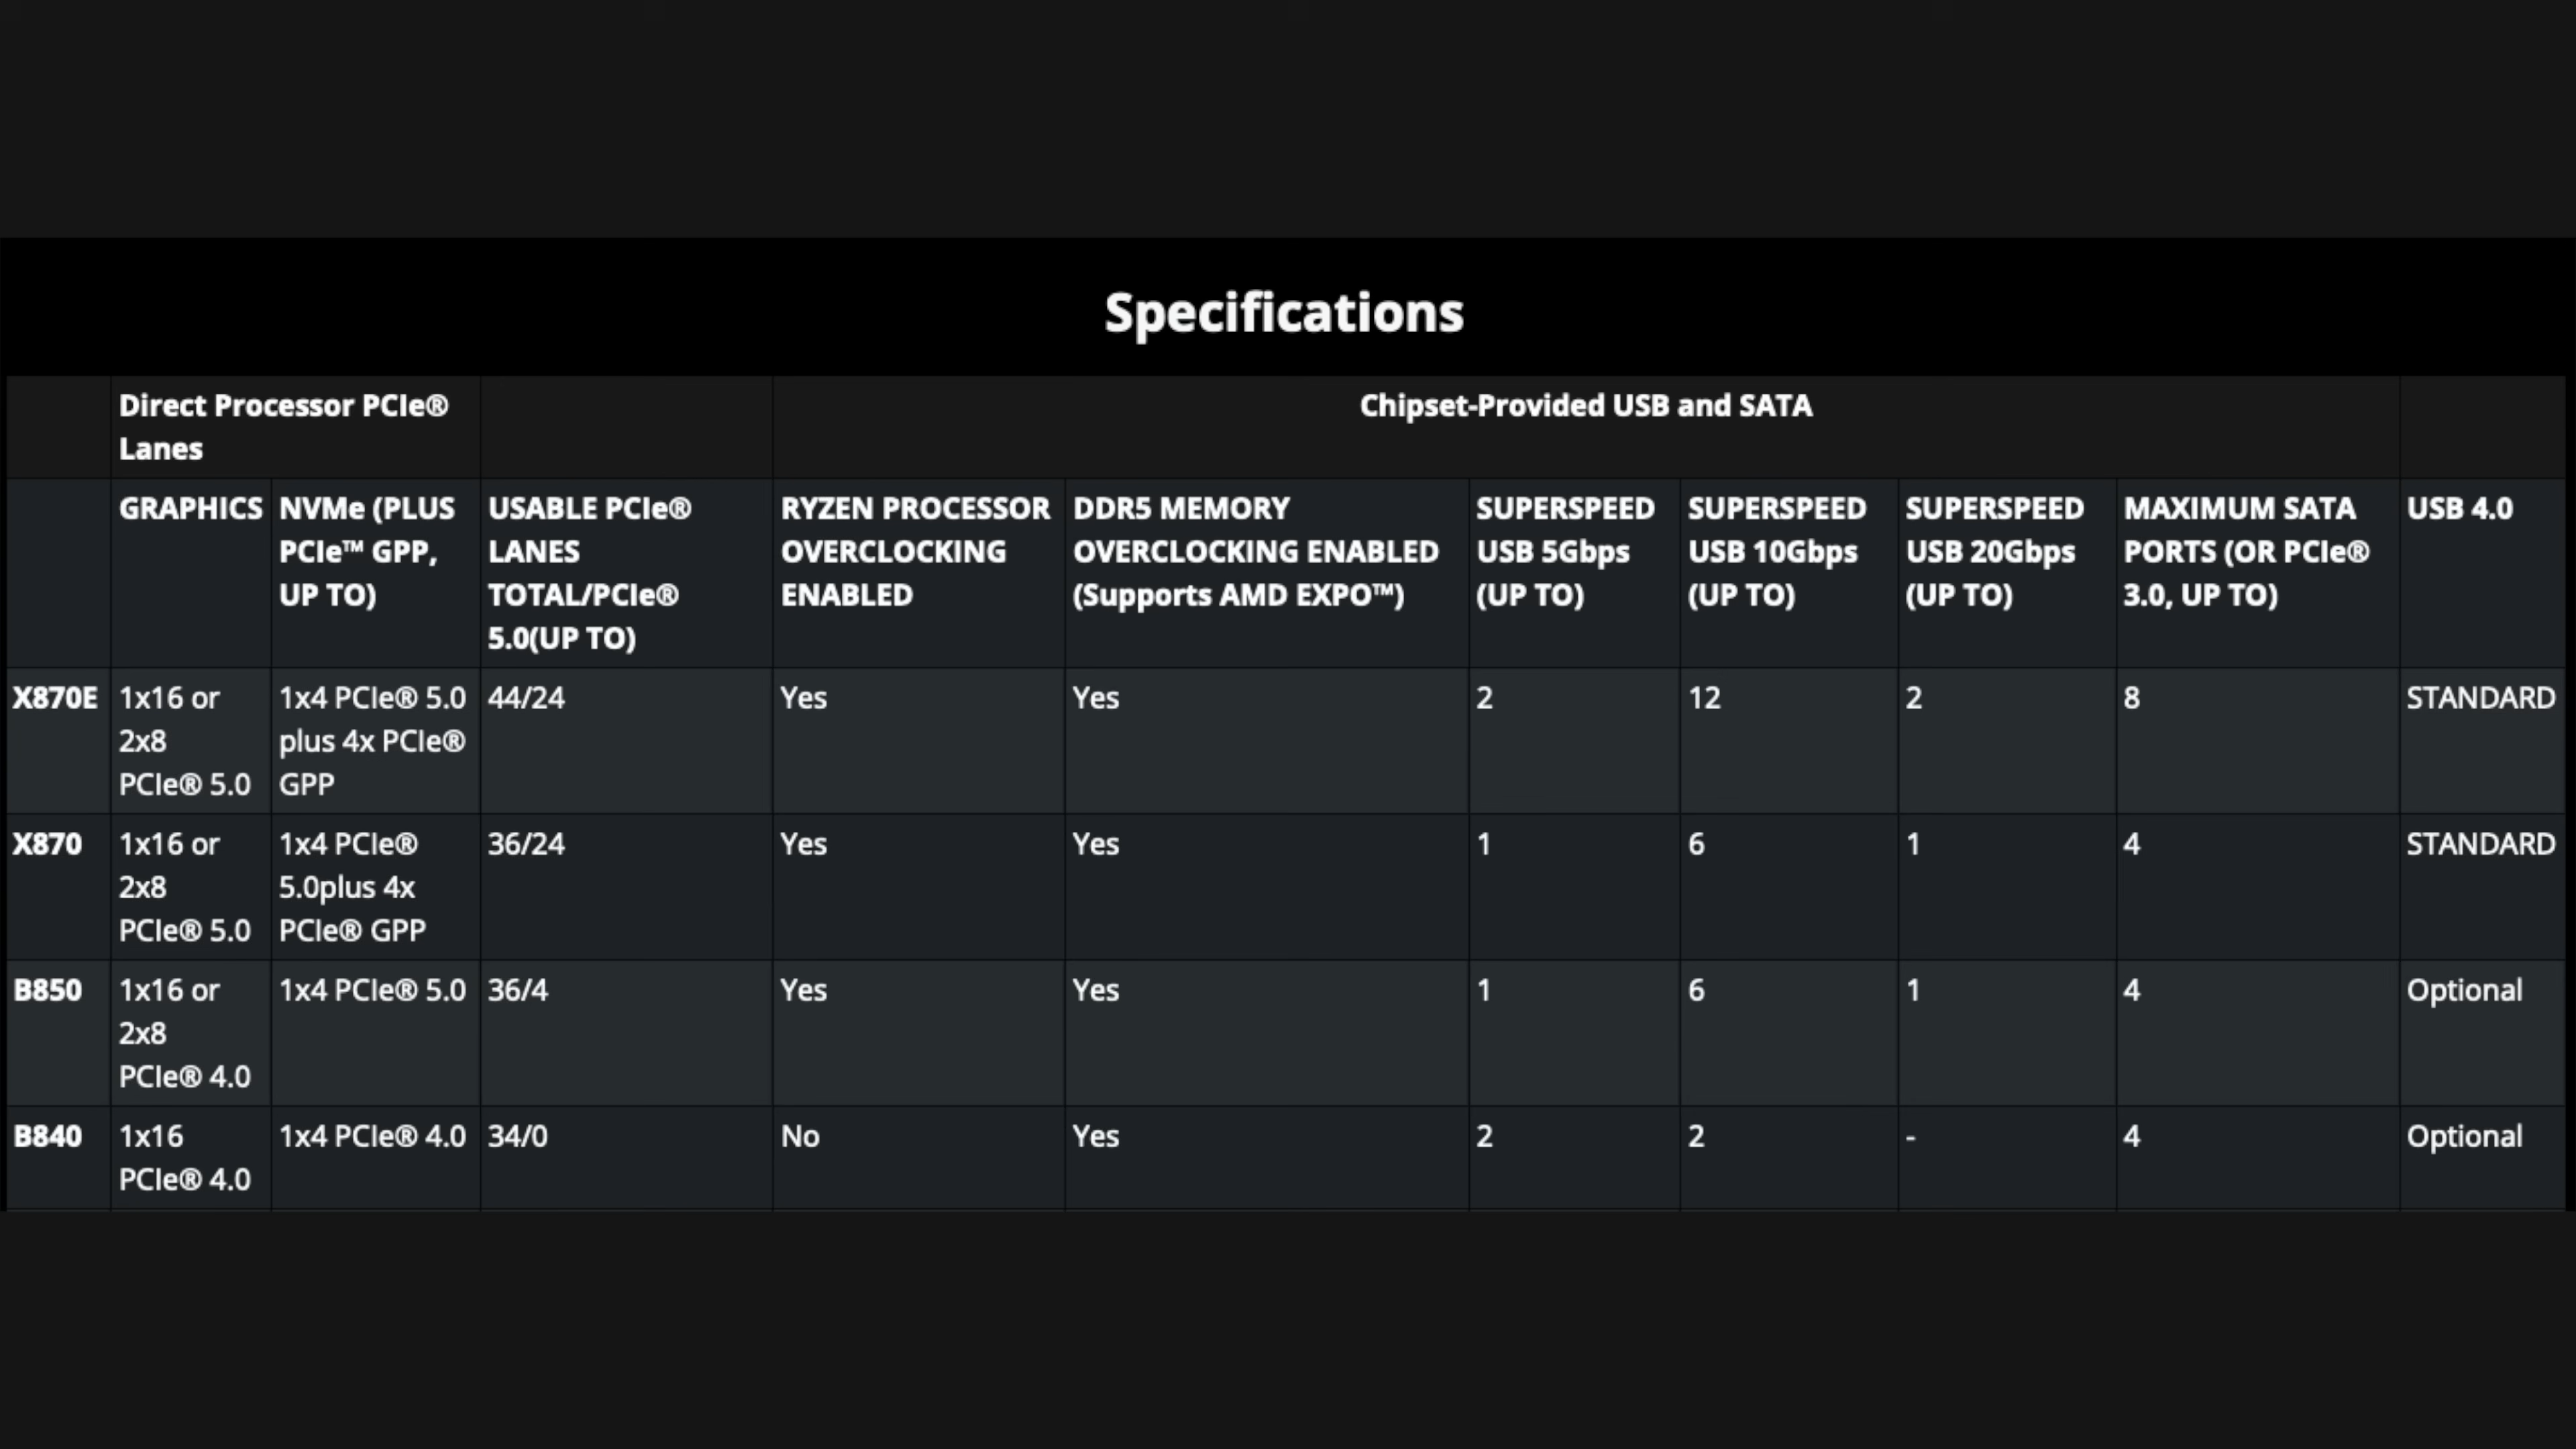 Specifications
Direct Processor PCIe®
Lanes
Chipset-Provided USB and SATA
GRAPHICS
NVMe (PLUS
PCIe™ GPP,
UP TO)
USABLE PCIe®
LANES
TOTAL/PCIe®
5.0(UP TO)
RYZEN PROCESSOR
OVERCLOCKING
ENABLED
DDR5 MEMORY
OVERCLOCKING ENABLED
(Supports AMD EXPO™)
SUPERSPEED
USB 5Gbps
(UP TO)
SUPERSPEED
USB 10Gbps
(UP TO)
SUPERSPEED
USB 20Gbps
(UP TO)
MAXIMUM SATA
PORTS (OR PCIe®
3.0, UP TO)
USB 4.0
X870E
1x16 or
2x8
PCIe® 5.0
1x4 PCIe® 5.0
plus 4x PCIe®
GPP
44/24
Yes
Yes
2
12
2
8
STANDARD
X870
1x16 or
2x8
PCIe® 5.0
1x4 PCIe®
5.0plus 4x
PCIe® GPP
36/24
Yes
Yes
1
6
1
4
STANDARD
B850
1x16 or
2x8
PCIe® 4.0
1x4 PCIe® 5.0
36/4
Yes
Yes
1
6
1
4
Optional
B840
1x16
PCIe® 4.0
1x4 PCIe® 4.0
34/0
No
Yes
2
2
-
4
Optional